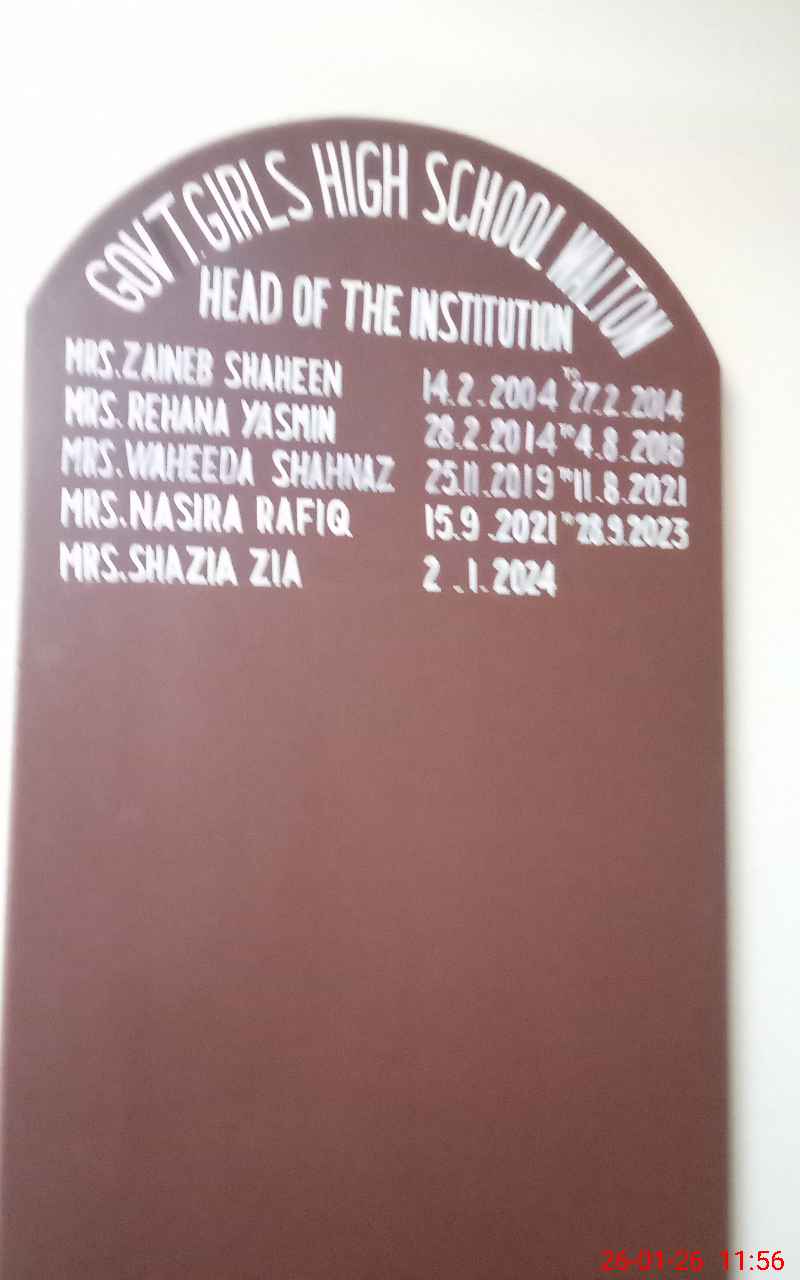 GOVT. GIRLS HIGH SCHOOL WALTON
HEAD OF THE INSTITUTION
MRS. ZAINEB SHAHEEN 14.2.2004 TO 27.2.2014
MRS. REHANA YASMIN 28.2.2014 TO 4.8.2018
MRS. WAHEEDA SHAHNAZ 25.11.2019 TO 11.8.2021
MRS. NASIRA RAFIQ 15.9.2021 TO 28.9.2023
MRS. SHAZIA ZIA 2.1.2024
26-01-26 11:56